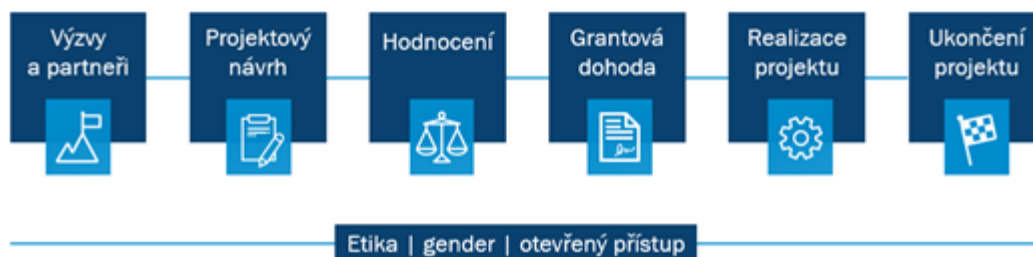 Výzvy
a partneři
Projektový
návrh
Hodnocení
Grantová
dohoda
Realizace
projektu
Ukončení
projektu
Etika | gender | otevřený přístup